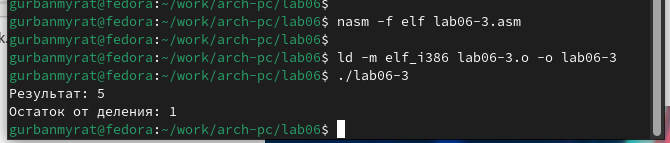 gurbanmyrat@fedora:~/work/arch-pc/lab06$
gurbanmyrat@fedora:~/work/arch-pc/lab06$ nasm -f elf lab06-3.asm
gurbanmyrat@fedora:~/work/arch-pc/lab06$
gurbanmyrat@fedora:~/work/arch-pc/lab06$ ld -m elf_i386 lab06-3.o -o lab06-3
gurbanmyrat@fedora:~/work/arch-pc/lab06$ ./lab06-3
Результат: 5
Остаток от деления: 1
gurbanmyrat@fedora:~/work/arch-pc/lab06$